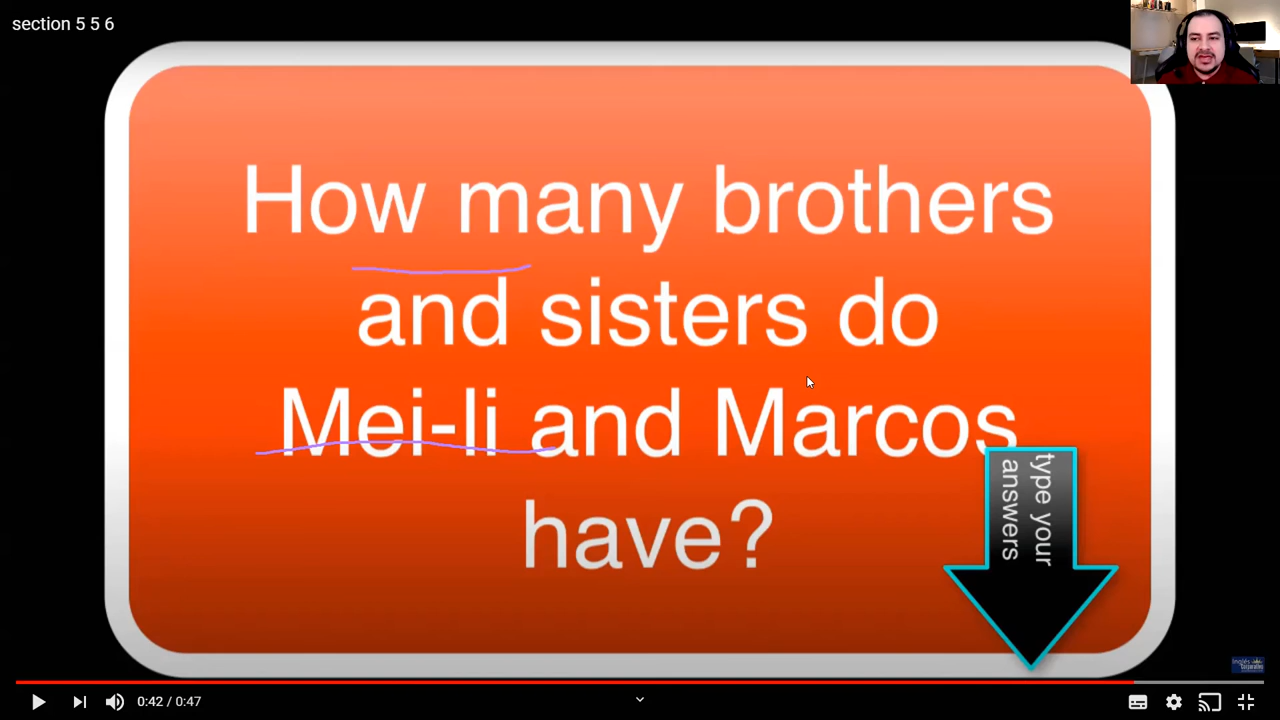 section 5 5 6
How many brothers
and sisters do
Mei-li and Marcos
have?
type your
answers
0:42 / 0:47